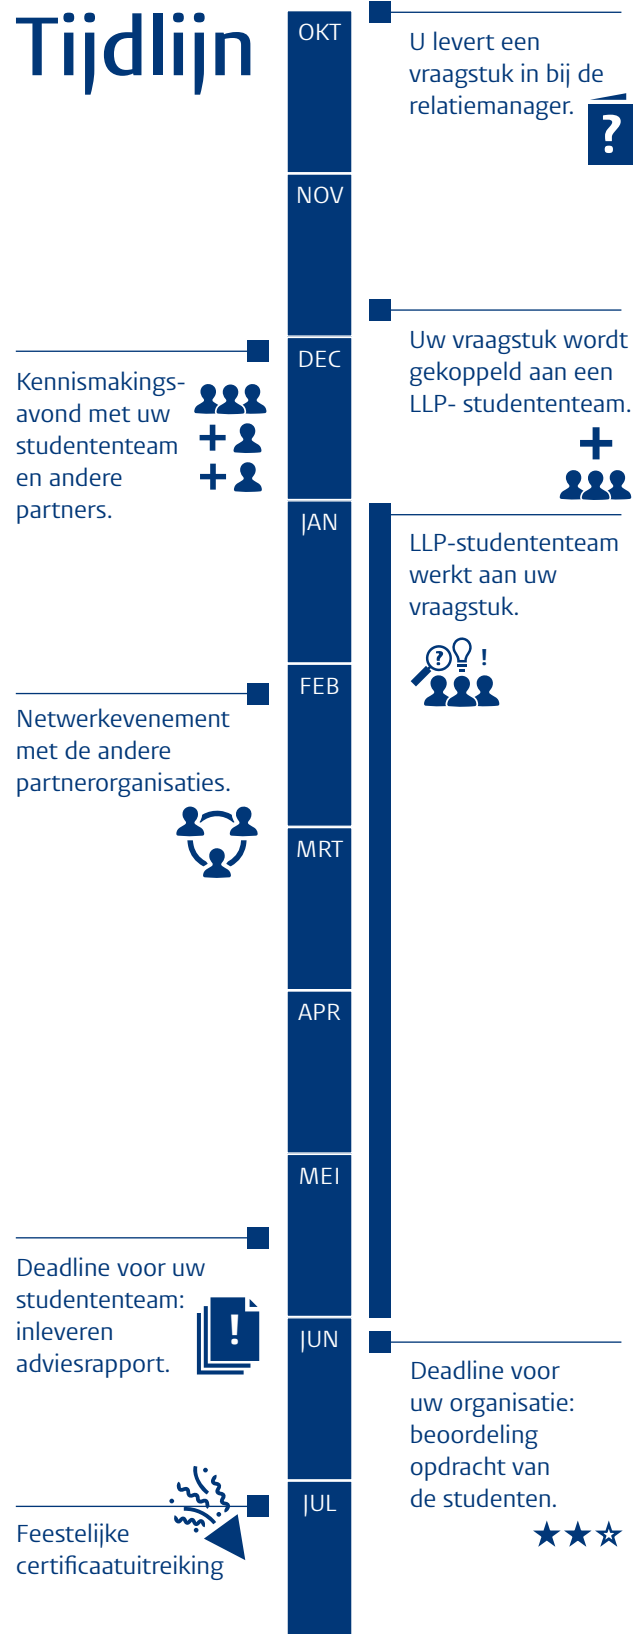 Tijdlijn
OKT
U levert een
vraagstuk in bij de
relatiemanager.
?
NOV
Uw vraagstuk wordt
gekoppeld aan een
LLP- studententeam.
DEC
Kennismakings-
avond met uw
studententeam
en andere
partners.
JAN
LLP-studententeam
werkt aan uw
vraagstuk.
? !
FEB
Netwerkevenement
met de andere
partnerorganisaties.
MRT
APR
MEI
Deadline voor uw
studententeam:
inleveren
adviesrapport.
!
JUN
Deadline voor
uw organisatie:
beoordeling
opdracht van
de studenten.
JUL
Feestelijke
certificaatuitreiking